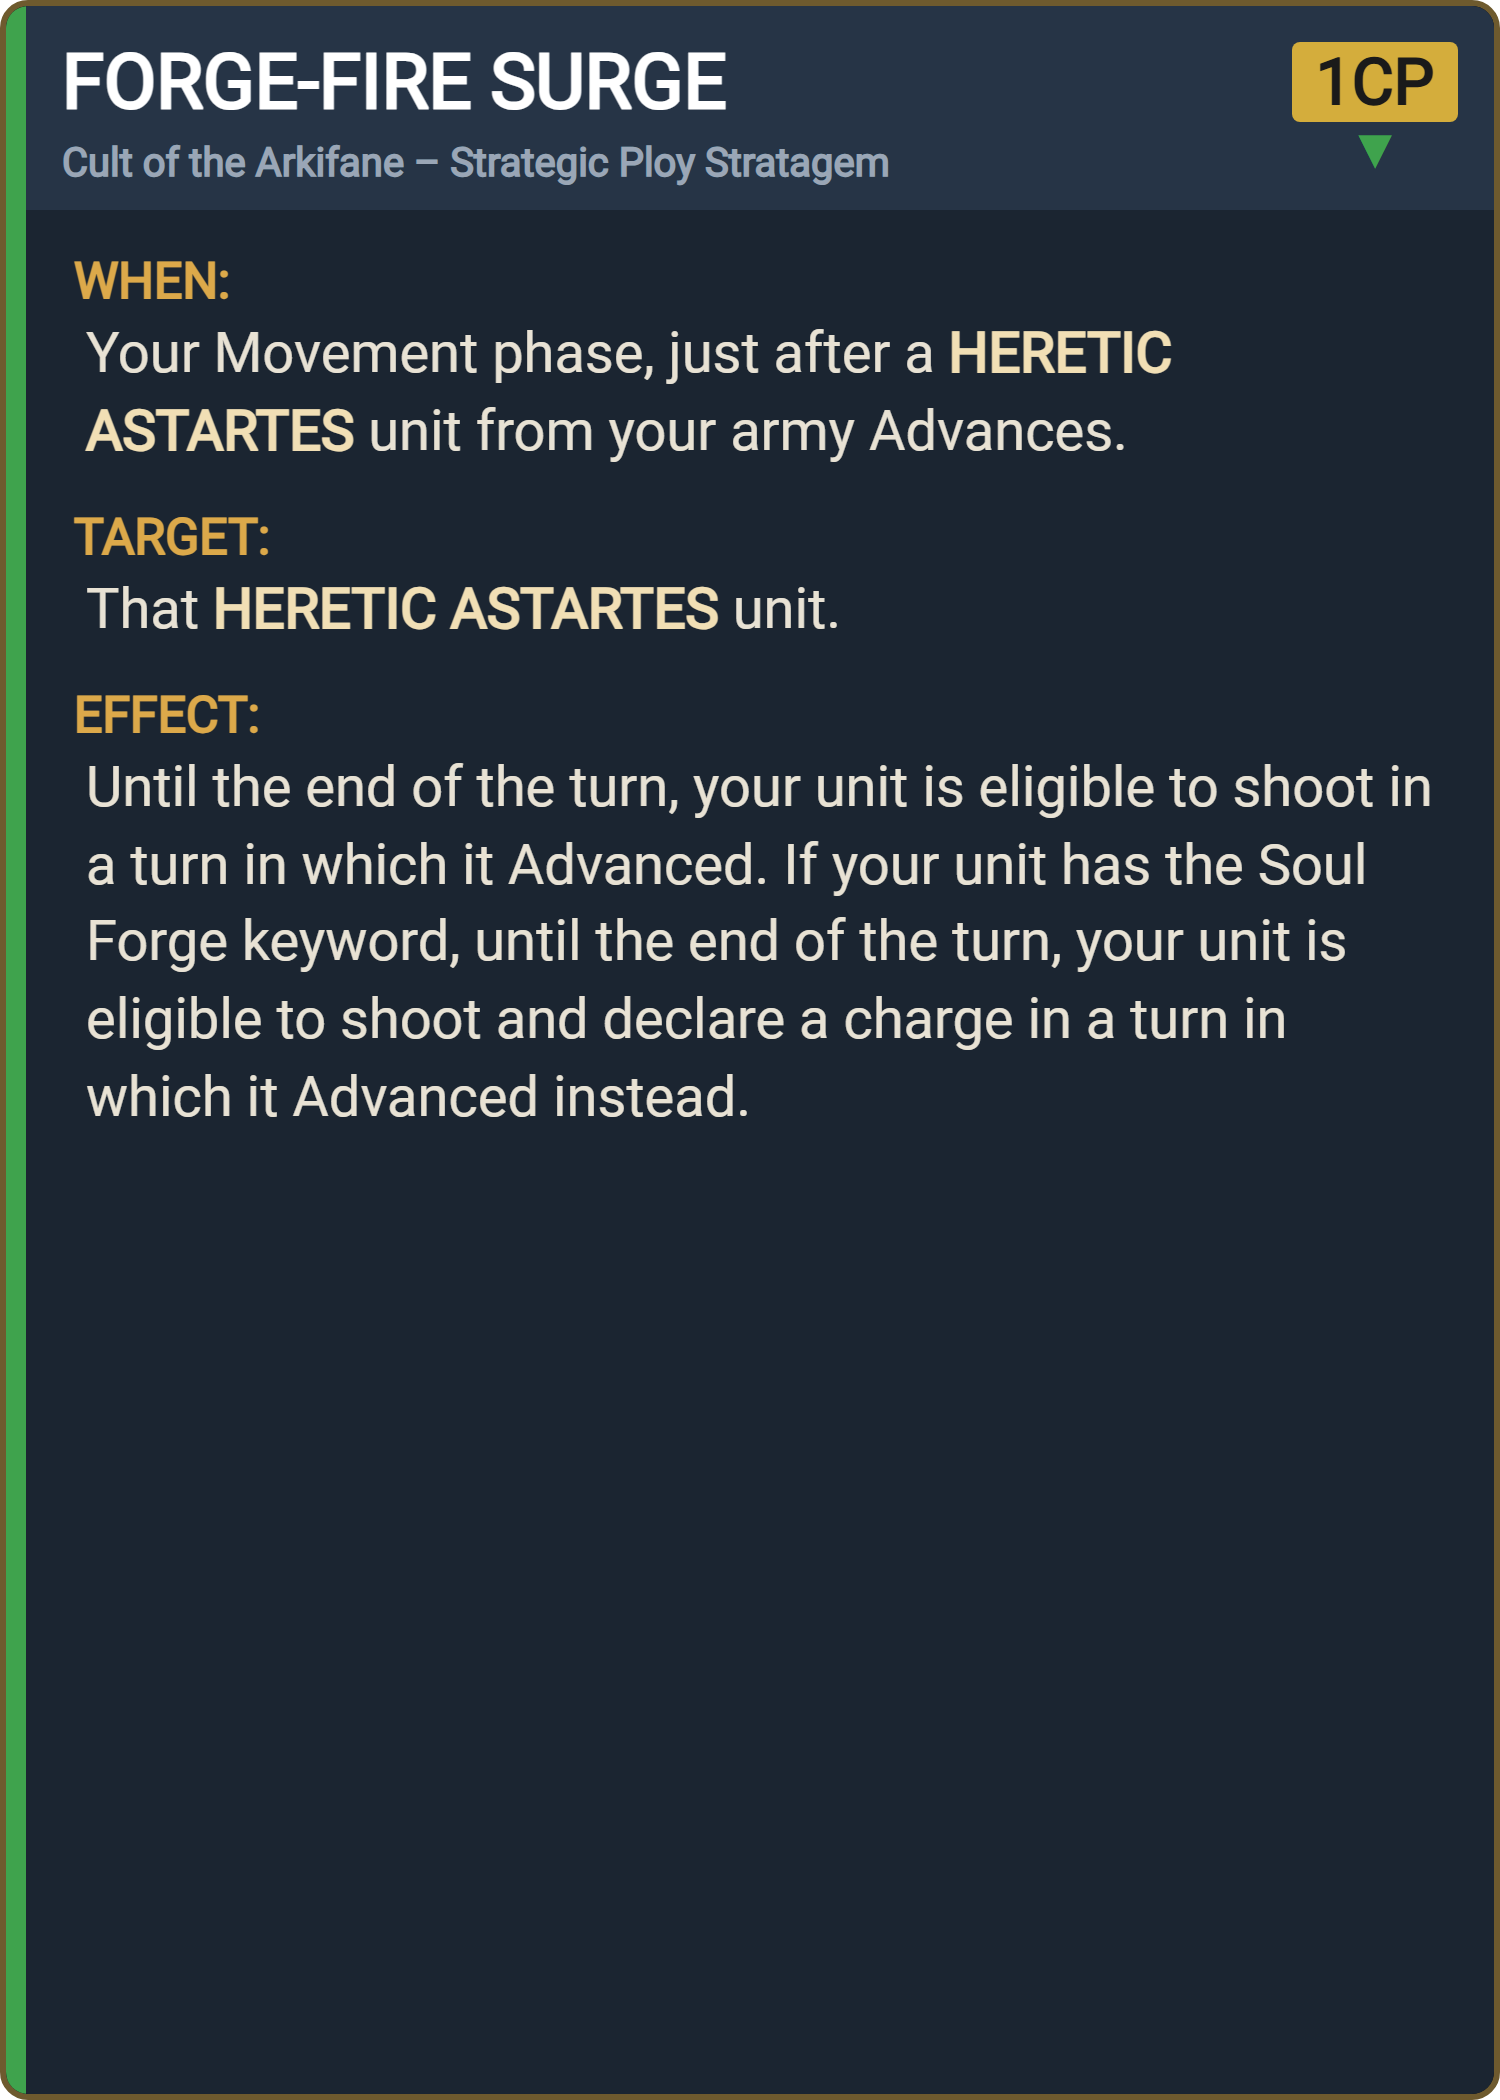 FORGE-FIRE SURGE
1CP
Cult of the Arkifane – Strategic Ploy Stratagem
WHEN:
Your Movement phase, just after a HERETIC
ASTARTES unit from your army Advances.
TARGET:
That HERETIC ASTARTES unit.
EFFECT:
Until the end of the turn, your unit is eligible to shoot in
a turn in which it Advanced. If your unit has the Soul
Forge keyword, until the end of the turn, your unit is
eligible to shoot and declare a charge in a turn in
which it Advanced instead.